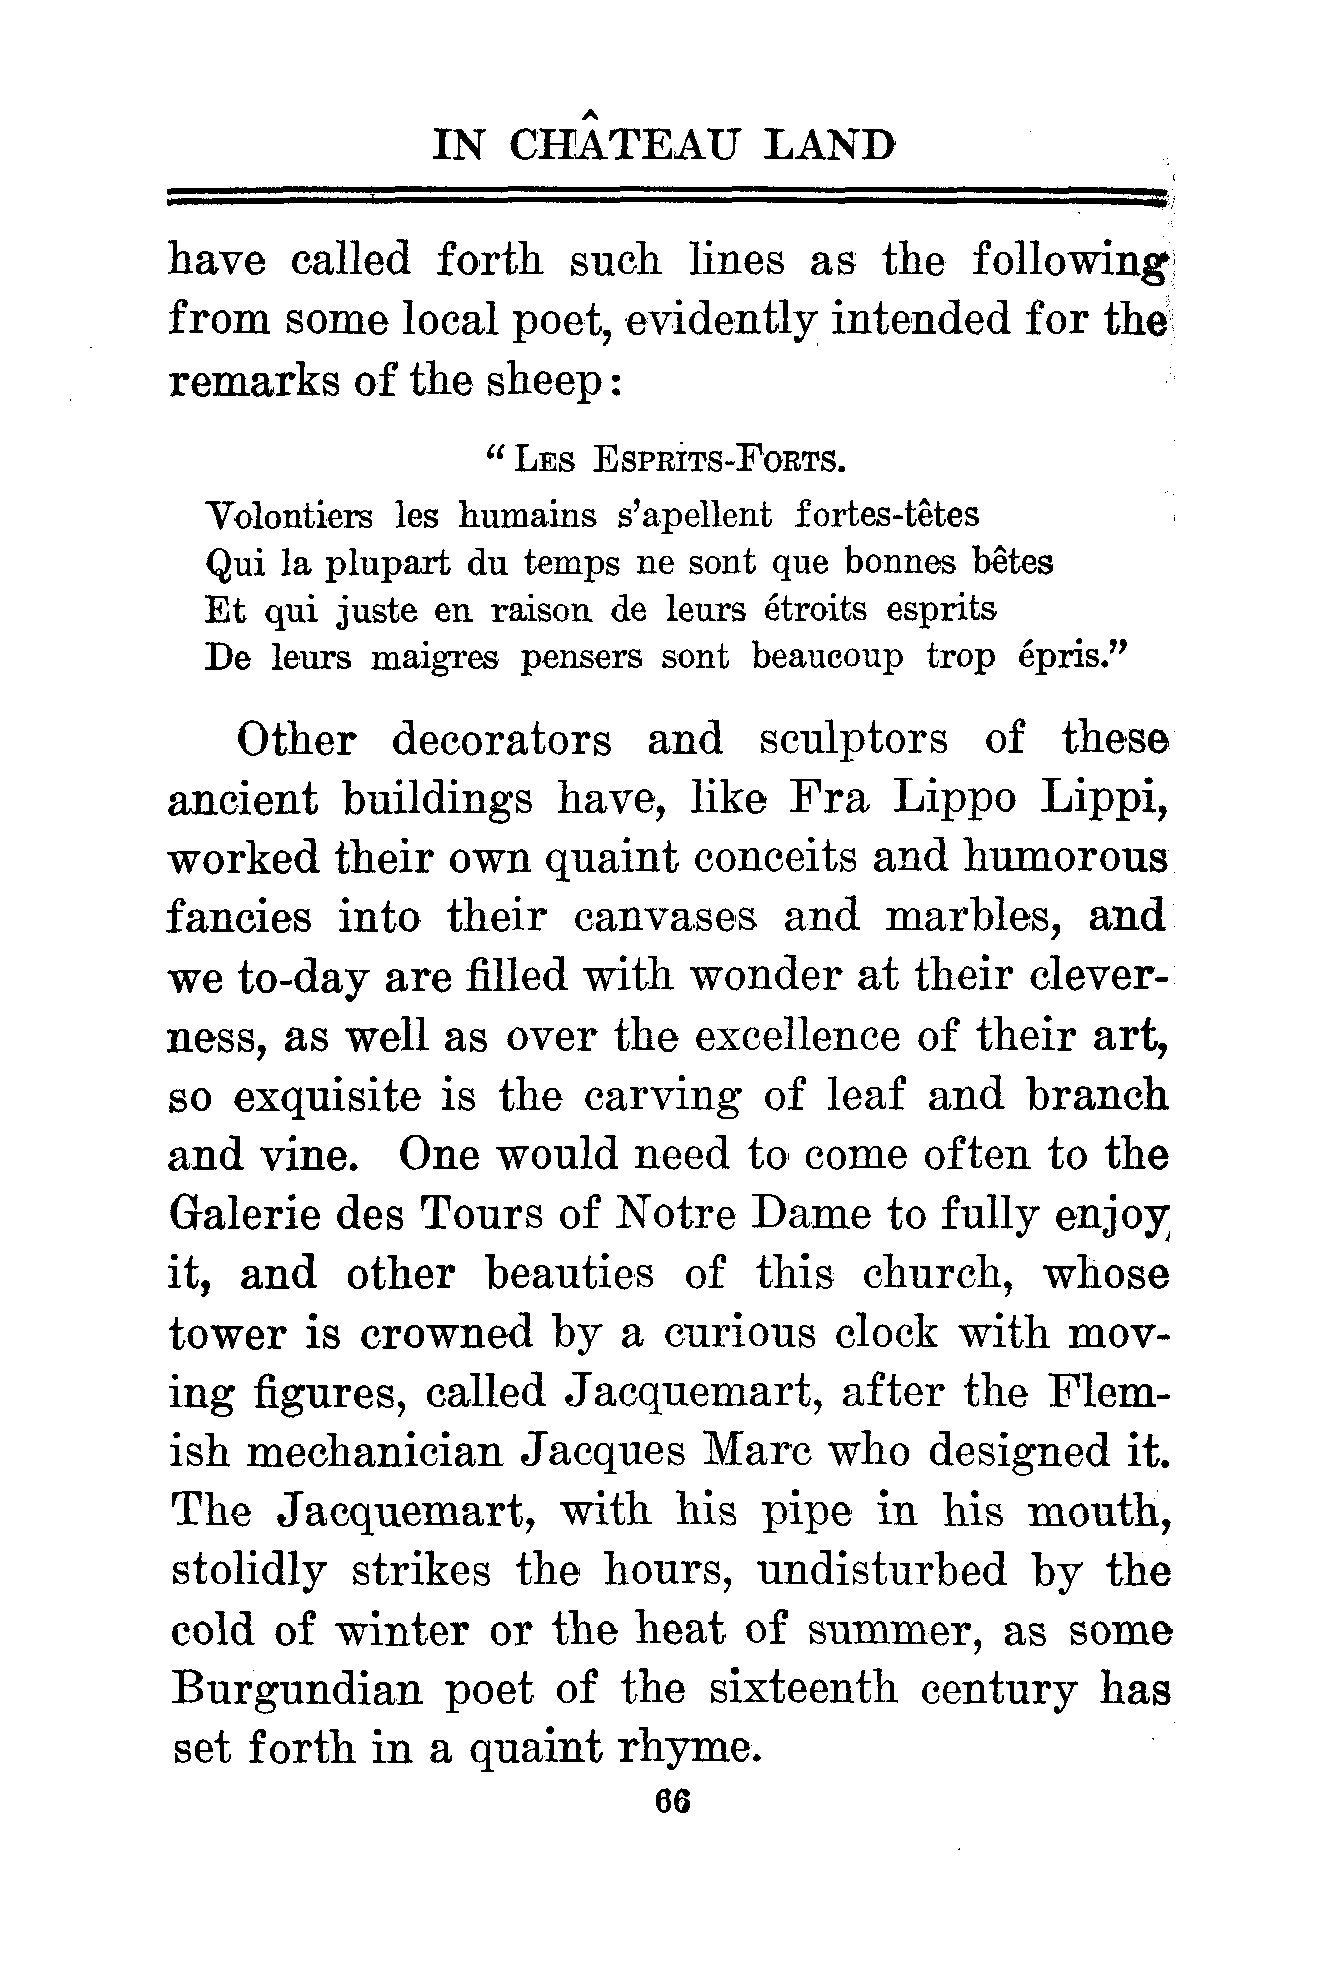 IN CHÂTEAU LAND
have called forth such lines as the following
from some local poet, evidently intended for the
remarks of the sheep:
“LES ESPRITS-FORTS.
Volontiers les humains s’apellent fortes-têtes
Qui la plupart du temps ne sont que bonnes bêtes
Et qui juste en raison de leurs étroits esprits
De leurs maigres pensers sont beaucoup trop épris.”
Other decorators and sculptors of these
ancient buildings have, like Fra Lippo Lippi,
worked their own quaint conceits and humorous
fancies into their canvases and marbles, and
we to-day are filled with wonder at their clever-
ness, as well as over the excellence of their art,
so exquisite is the carving of leaf and branch
and vine. One would need to come often to the
Galerie des Tours of Notre Dame to fully enjoy
it, and other beauties of this church, whose
tower is crowned by a curious clock with mov-
ing figures, called Jacquemart, after the Flem-
ish mechanician Jacques Marc who designed it.
The Jacquemart, with his pipe in his mouth,
stolidly strikes the hours, undisturbed by the
cold of winter or the heat of summer, as some
Burgundian poet of the sixteenth century has
set forth in a quaint rhyme.
66